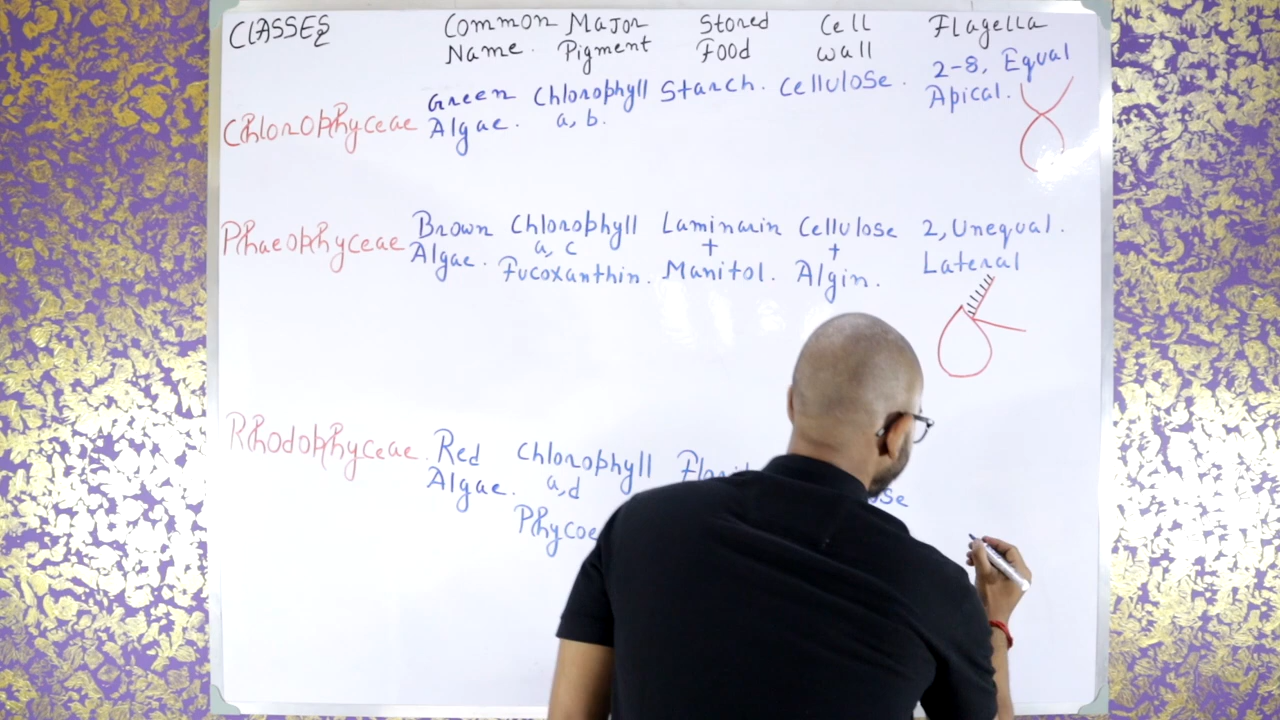 CLASSES
Common Name.
Major Pigment
Stored Food
Cell wall
Flagella
Chlorophyceae
Green Algae.
Chlorophyll a, b.
Starch.
Cellulose.
2-8, Equal
Apical.
Phaeophyceae
Brown Algae.
Chlorophyll
a, c
Fucoxanthin.
Laminarin
+
Manitol.
Cellulose
+
Algin.
2, Unequal.
Lateral
Rhodophyceae.
Red Algae.
Chlorophyll
a,d